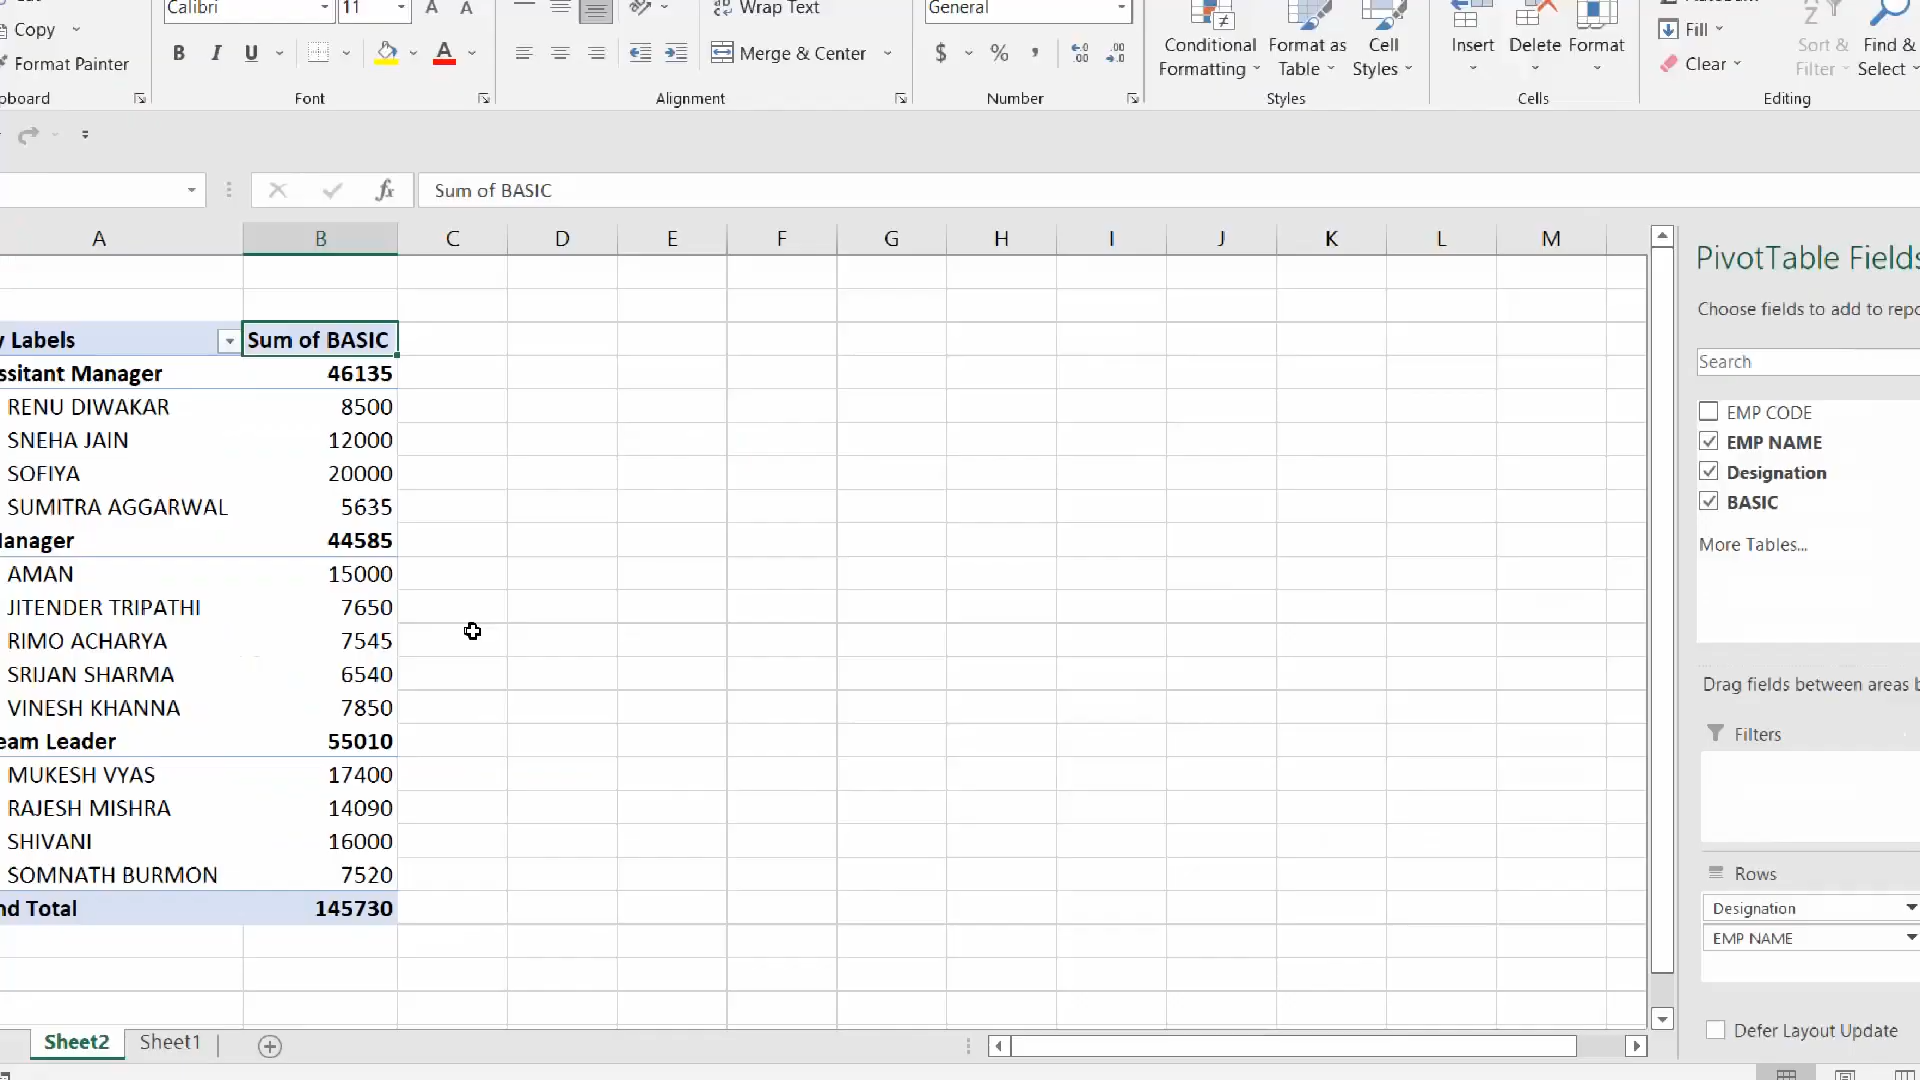 Calibri 11 A A Wrap Text General
Copy
Format Painter
B I U A Merge & Center $ % , .00
Conditional Formatting Format as Table Cell Styles
Insert Delete Format
Fill
Clear
Sort & Filter
Find & Select
Font Alignment Number Styles Cells Editing
fx Sum of BASIC
A B C D E F G H I J K L M
Labels Sum of BASIC
ssitant Manager 46135
RENU DIWAKAR 8500
SNEHA JAIN 12000
SOFIYA 20000
SUMITRA AGGARWAL 5635
anager 44585
AMAN 15000
JITENDER TRIPATHI 7650
RIMO ACHARYA 7545
SRIJAN SHARMA 6540
VINESH KHANNA 7850
eam Leader 55010
MUKESH VYAS 17400
RAJESH MISHRA 14090
SHIVANI 16000
SOMNATH BURMON 7520
nd Total 145730
Sheet2 Sheet1
PivotTable Fields
Choose fields to add to repo
Search
EMP CODE
EMP NAME
Designation
BASIC
More Tables...
Drag fields between areas b
Filters
Rows
Designation
EMP NAME
Defer Layout Update